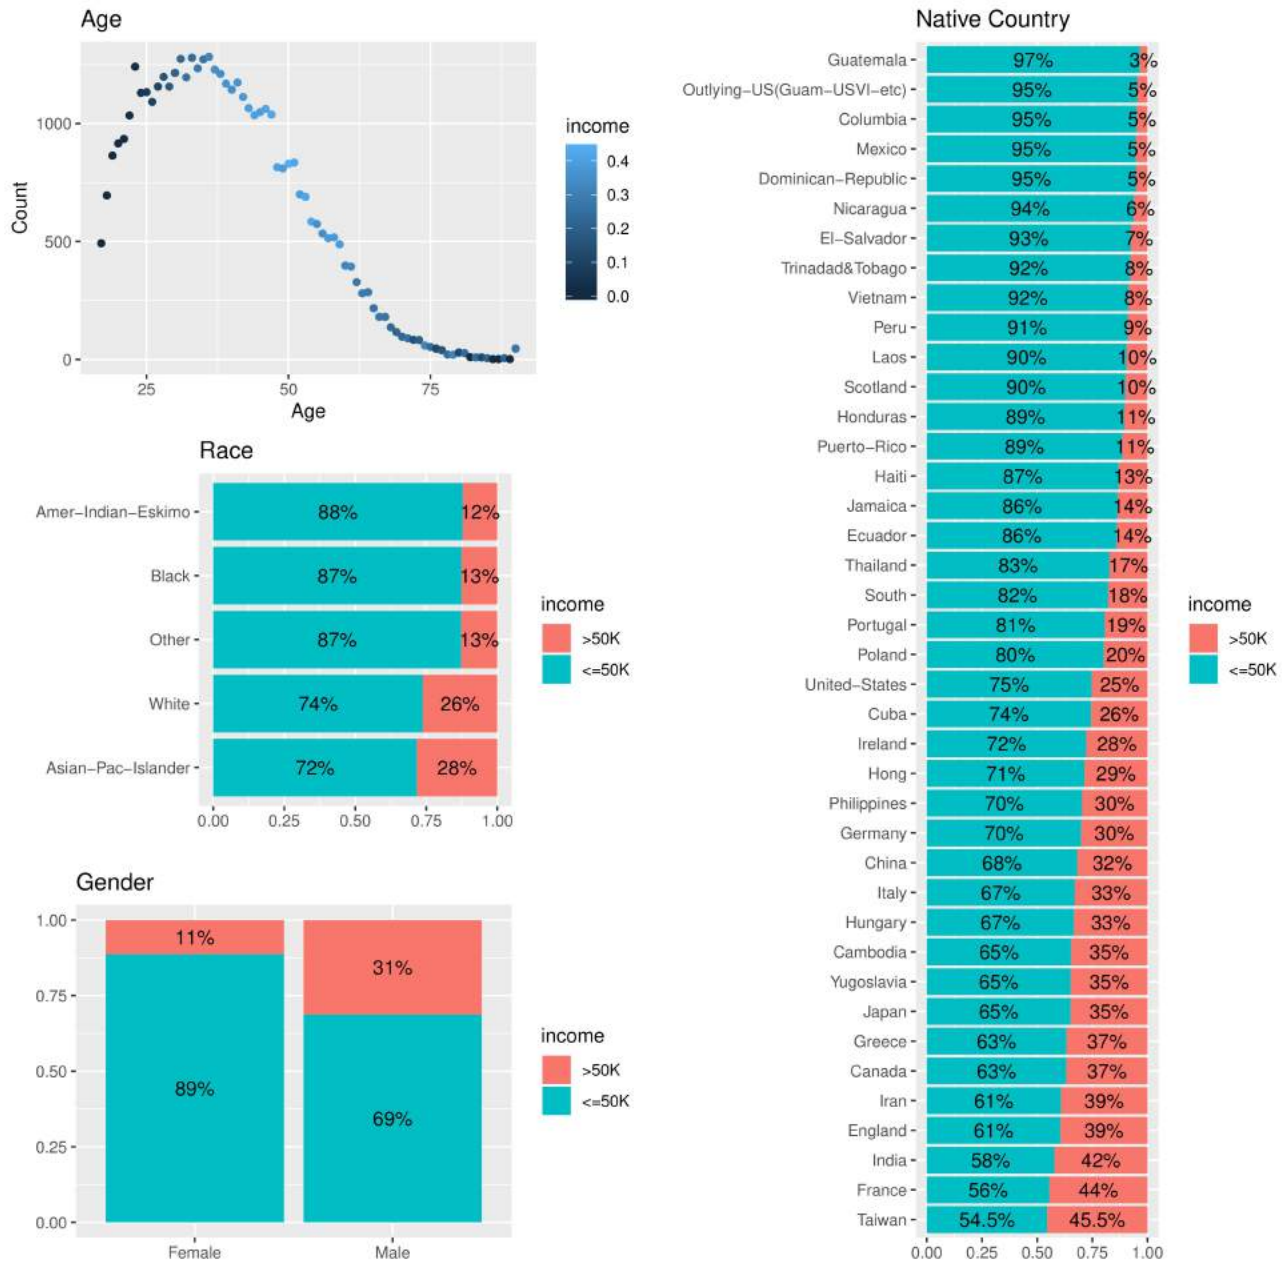 Age
Count
1000
500
0
25 50 75
Age
income
0.4
0.3
0.2
0.1
0.0
Race
Amer-Indian-Eskimo 88% 12%
Black 87% 13%
Other 87% 13%
White 74% 26%
Asian-Pac-Islander 72% 28%
0.00 0.25 0.50 0.75 1.00
income
>50K
<=50K
Gender
1.00
0.75
0.50
0.25
0.00
11%
89%
31%
69%
Female Male
income
>50K
<=50K
Native Country
Guatemala 97% 3%
Outlying-US(Guam-USVI-etc) 95% 5%
Columbia 95% 5%
Mexico 95% 5%
Dominican-Republic 95% 5%
Nicaragua 94% 6%
El-Salvador 93% 7%
Trinadad&Tobago 92% 8%
Vietnam 92% 8%
Peru 91% 9%
Laos 90% 10%
Scotland 90% 10%
Honduras 89% 11%
Puerto-Rico 89% 11%
Haiti 87% 13%
Jamaica 86% 14%
Ecuador 86% 14%
Thailand 83% 17%
South 82% 18%
Portugal 81% 19%
Poland 80% 20%
United-States 75% 25%
Cuba 74% 26%
Ireland 72% 28%
Hong 71% 29%
Philippines 70% 30%
Germany 70% 30%
China 68% 32%
Italy 67% 33%
Hungary 67% 33%
Cambodia 65% 35%
Yugoslavia 65% 35%
Japan 65% 35%
Greece 63% 37%
Canada 63% 37%
Iran 61% 39%
England 61% 39%
India 58% 42%
France 56% 44%
Taiwan 54.5% 45.5%
0.00 0.25 0.50 0.75 1.00
income
>50K
<=50K